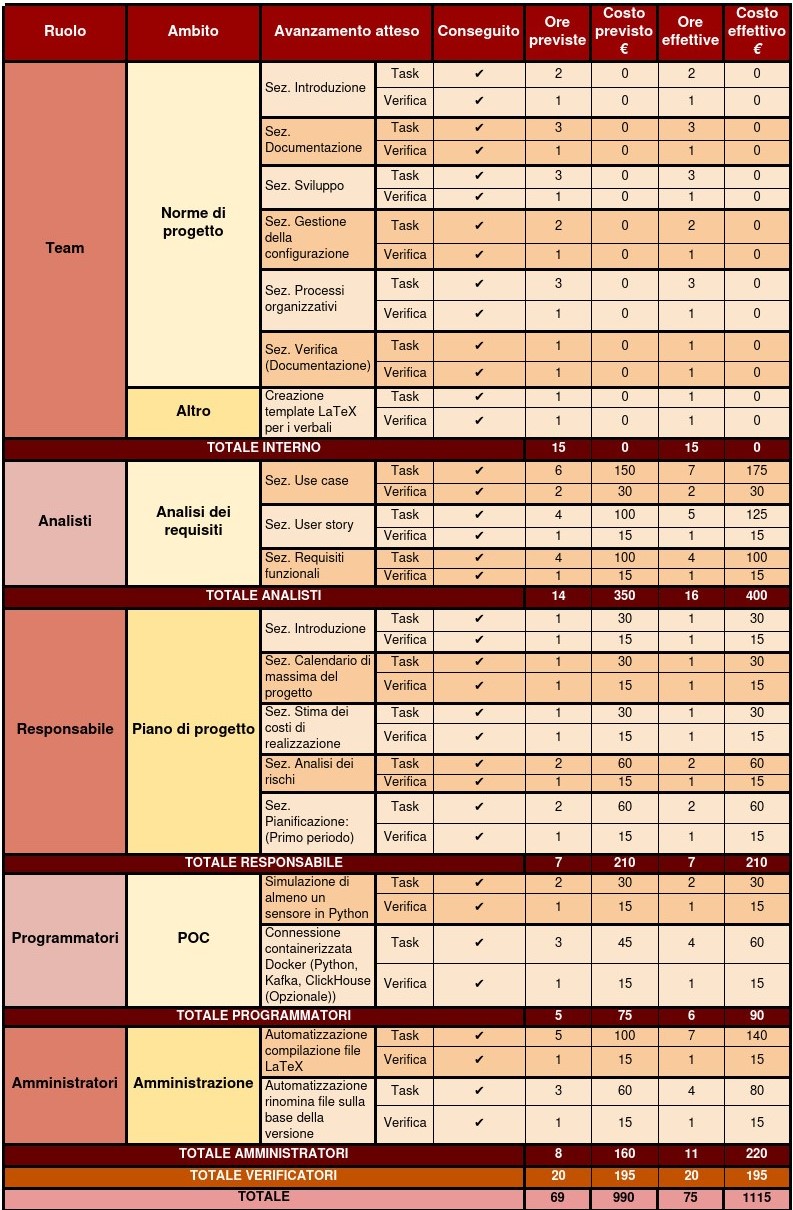 Ruolo Ambito Avanzamento atteso Conseguito Ore previste Costo previsto € Ore effettive Costo effettivo €
Team Norme di progetto Sez. Introduzione Task ✔ 2 0 2 0
Verifica ✔ 1 0 1 0
Sez. Documentazione Task ✔ 3 0 3 0
Verifica ✔ 1 0 1 0
Sez. Sviluppo Task ✔ 3 0 3 0
Verifica ✔ 1 0 1 0
Sez. Gestione della configurazione Task ✔ 2 0 2 0
Verifica ✔ 1 0 1 0
Sez. Processi organizzativi Task ✔ 3 0 3 0
Verifica ✔ 1 0 1 0
Sez. Verifica (Documentazione) Task ✔ 1 0 1 0
Verifica ✔ 1 0 1 0
Altro Creazione template LaTeX per i verbali Task ✔ 1 0 1 0
Verifica ✔ 1 0 1 0
TOTALE INTERNO 15 0 15 0
Analisti Analisi dei requisiti Sez. Use case Task ✔ 6 150 7 175
Verifica ✔ 2 30 2 30
Sez. User story Task ✔ 4 100 5 125
Verifica ✔ 1 15 1 15
Sez. Requisiti funzionali Task ✔ 4 100 4 100
Verifica ✔ 1 15 1 15
TOTALE ANALISTI 14 350 16 400
Responsabile Piano di progetto Sez. Introduzione Task ✔ 1 30 1 30
Verifica ✔ 1 15 1 15
Sez. Calendario di massima del progetto Task ✔ 1 30 1 30
Verifica ✔ 1 15 1 15
Sez. Stima dei costi di realizzazione Task ✔ 1 30 1 30
Verifica ✔ 1 15 1 15
Sez. Analisi dei rischi Task ✔ 2 60 2 60
Verifica ✔ 1 15 1 15
Sez. Pianificazione: (Primo periodo) Task ✔ 2 60 2 60
Verifica ✔ 1 15 1 15
TOTALE RESPONSABILE 7 210 7 210
Programmatori POC Simulazione di almeno un sensore in Python Task ✔ 2 30 2 30
Verifica ✔ 1 15 1 15
Connessione containerizzata Docker (Python, Kafka, ClickHouse (Opzionale)) Task ✔ 3 45 4 60
Verifica ✔ 1 15 1 15
TOTALE PROGRAMMATORI 5 75 6 90
Amministratori Amministrazione Automatizzazione compilazione file LaTeX Task ✔ 5 100 7 140
Verifica ✔ 1 15 1 15
Automatizzazione rinomina file sulla base della versione Task ✔ 3 60 4 80
Verifica ✔ 1 15 1 15
TOTALE AMMINISTRATORI 8 160 11 220
TOTALE VERIFICATORI 20 195 20 195
TOTALE 69 990 75 1115